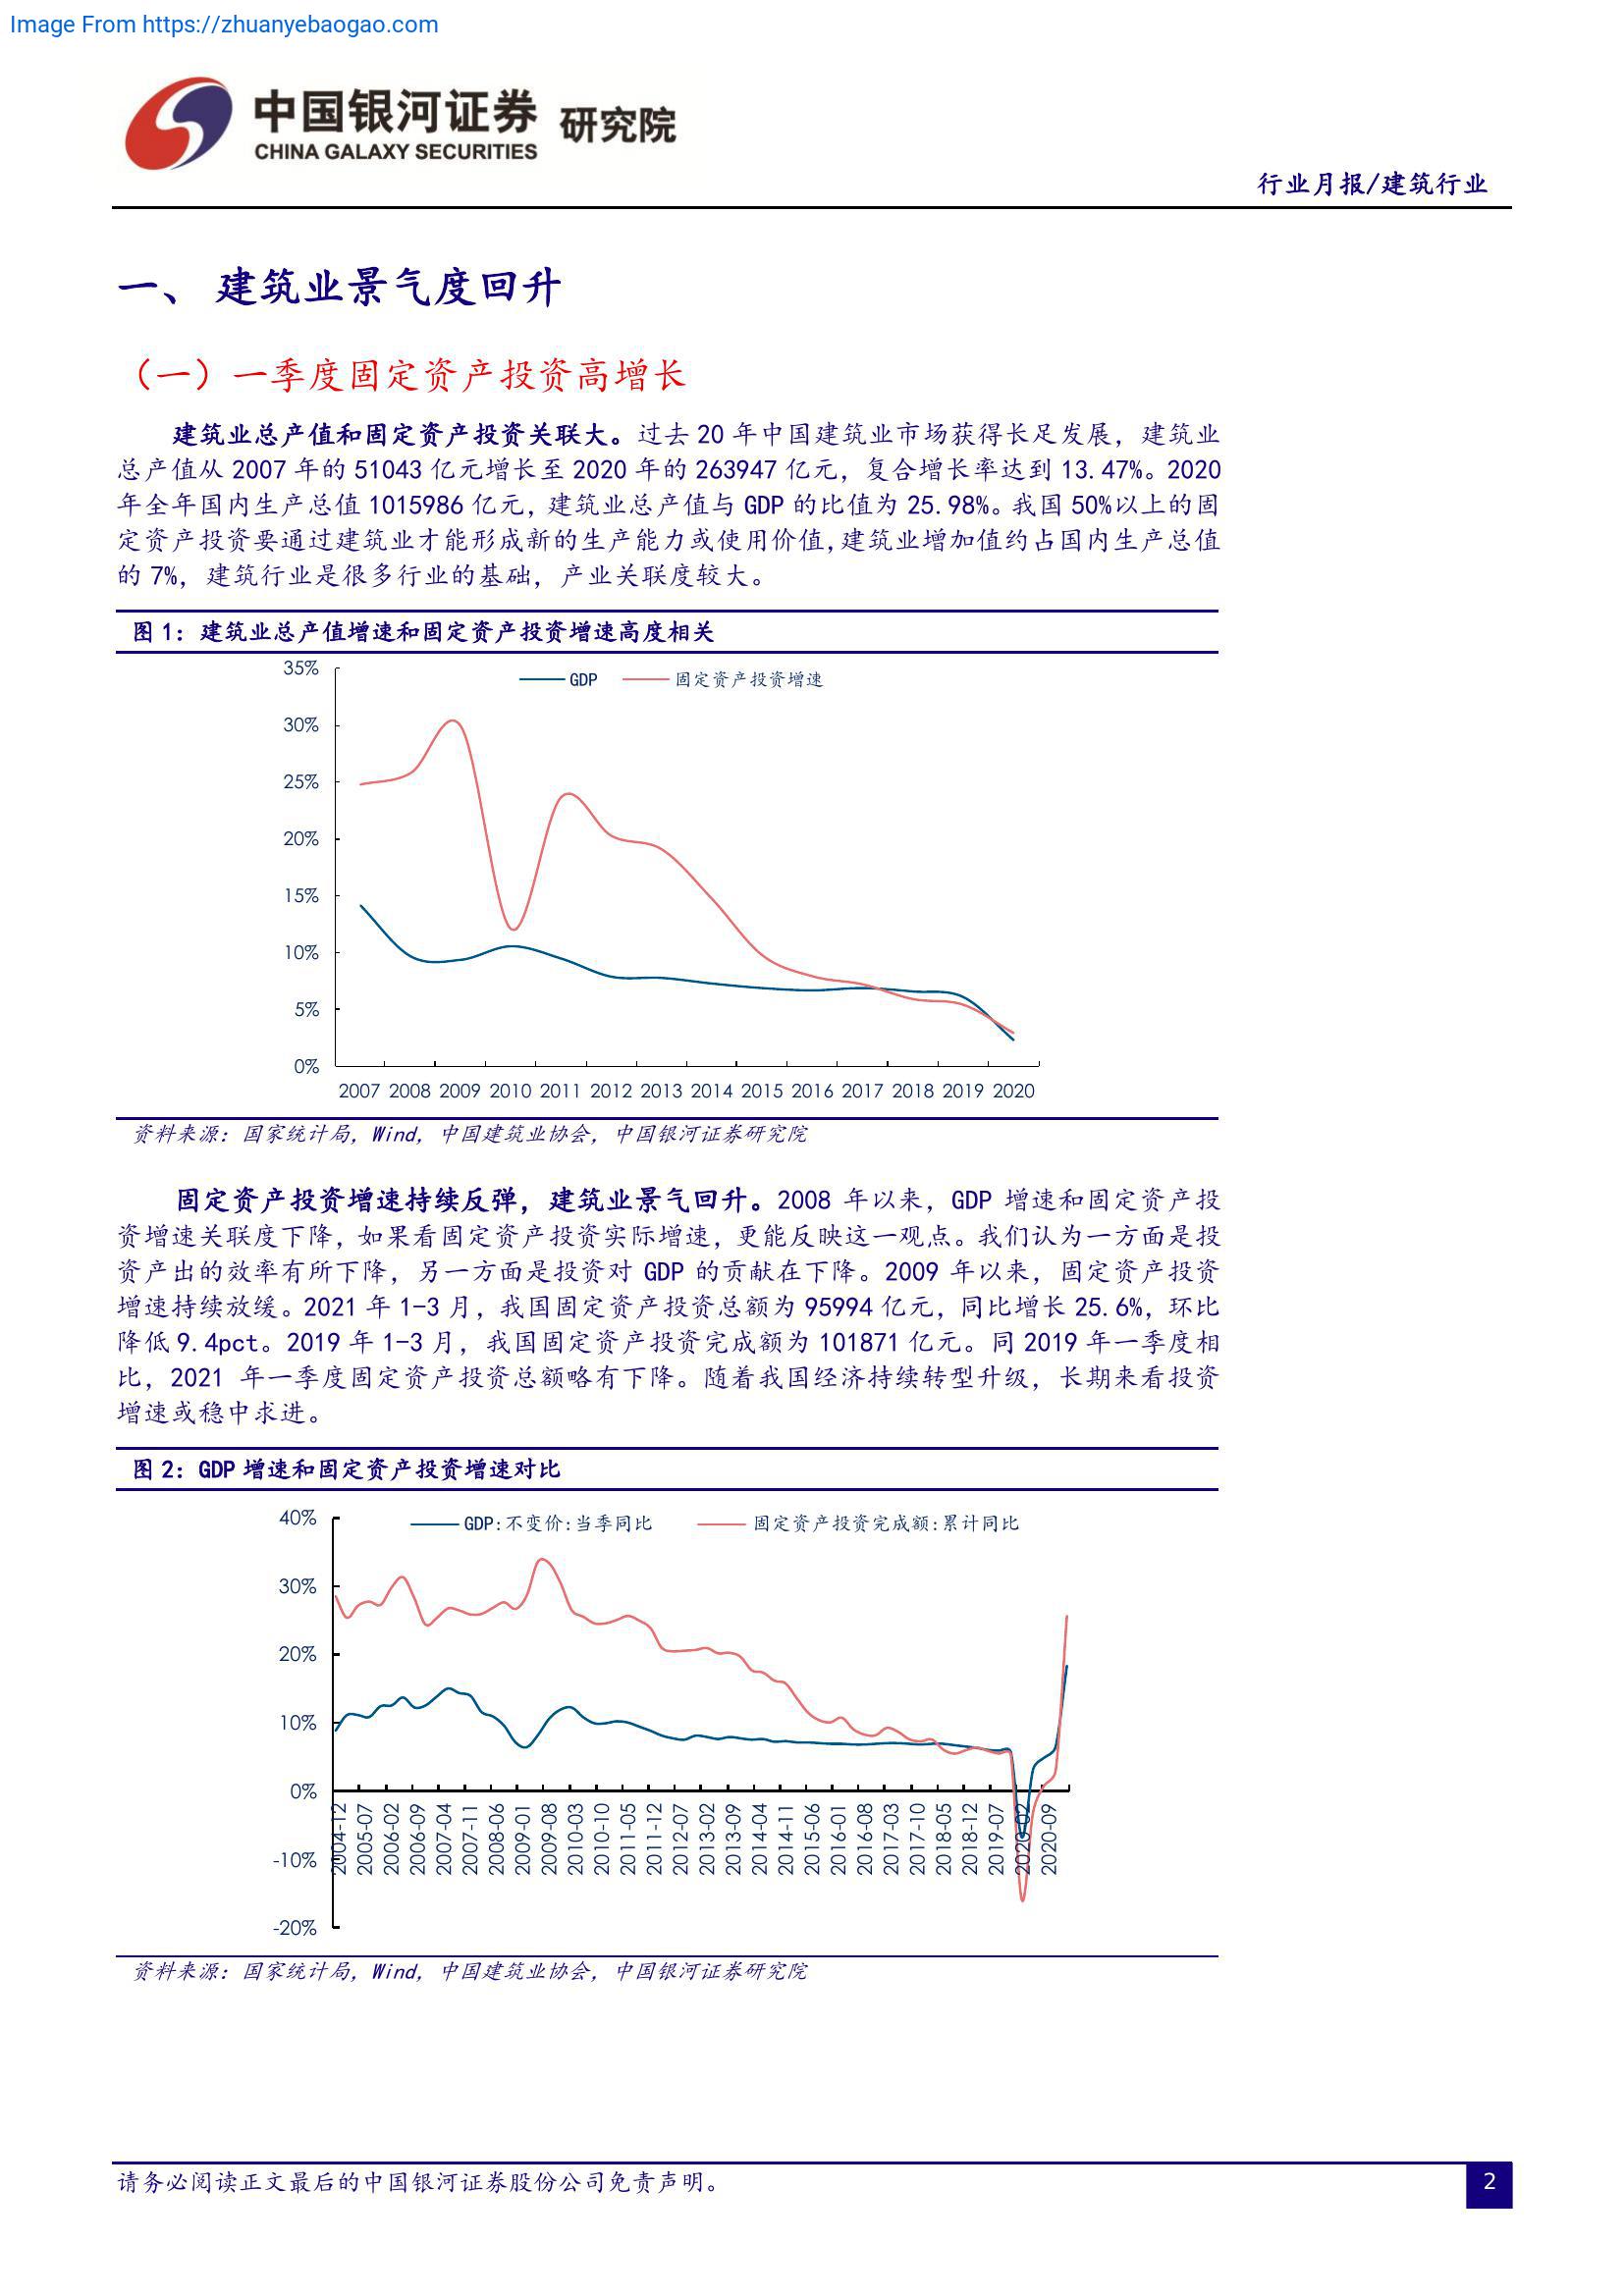 Image From https://zhuanyebaogao.com
中国银河证券 研究院
CHINA GALAXY SECURITIES
行业月报/建筑行业
一、 建筑业景气度回升
（一）一季度固定资产投资高增长
建筑业总产值和固定资产投资关联大。过去 20 年中国建筑业市场获得长足发展，建筑业
总产值从 2007 年的 51043 亿元增长至 2020 年的 263947 亿元，复合增长率达到 13.47%。2020
年全年国内生产总值 1015986 亿元，建筑业总产值与 GDP 的比值为 25.98%。我国 50%以上的固
定资产投资要通过建筑业才能形成新的生产能力或使用价值,建筑业增加值约占国内生产总值
的 7%，建筑行业是很多行业的基础，产业关联度较大。
图 1：建筑业总产值增速和固定资产投资增速高度相关
GDP 固定资产投资增速
35%
30%
25%
20%
15%
10%
5%
0%
2007 2008 2009 2010 2011 2012 2013 2014 2015 2016 2017 2018 2019 2020
资料来源：国家统计局，Wind，中国建筑业协会，中国银河证券研究院
固定资产投资增速持续反弹，建筑业景气回升。2008 年以来，GDP 增速和固定资产投
资增速关联度下降，如果看固定资产投资实际增速，更能反映这一观点。我们认为一方面是投
资产出的效率有所下降，另一方面是投资对 GDP 的贡献在下降。2009 年以来，固定资产投资
增速持续放缓。2021 年 1-3 月，我国固定资产投资总额为 95994 亿元，同比增长 25.6%，环比
降低 9.4pct。2019 年 1-3 月，我国固定资产投资完成额为 101871 亿元。同 2019 年一季度相
比，2021 年一季度固定资产投资总额略有下降。随着我国经济持续转型升级，长期来看投资
增速或稳中求进。
图 2：GDP 增速和固定资产投资增速对比
GDP:不变价:当季同比 固定资产投资完成额:累计同比
40%
30%
20%
10%
0%
-10%
-20%
2004-12 2005-07 2006-02 2006-09 2007-04 2007-11 2008-06 2009-01 2009-08 2010-03 2010-10 2011-05 2011-12 2012-07 2013-02 2013-09 2014-04 2014-11 2015-06 2016-01 2016-08 2017-03 2017-10 2018-05 2018-12 2019-07 2020-02 2020-09
资料来源：国家统计局，Wind，中国建筑业协会，中国银河证券研究院
请务必阅读正文最后的中国银河证券股份公司免责声明。
2